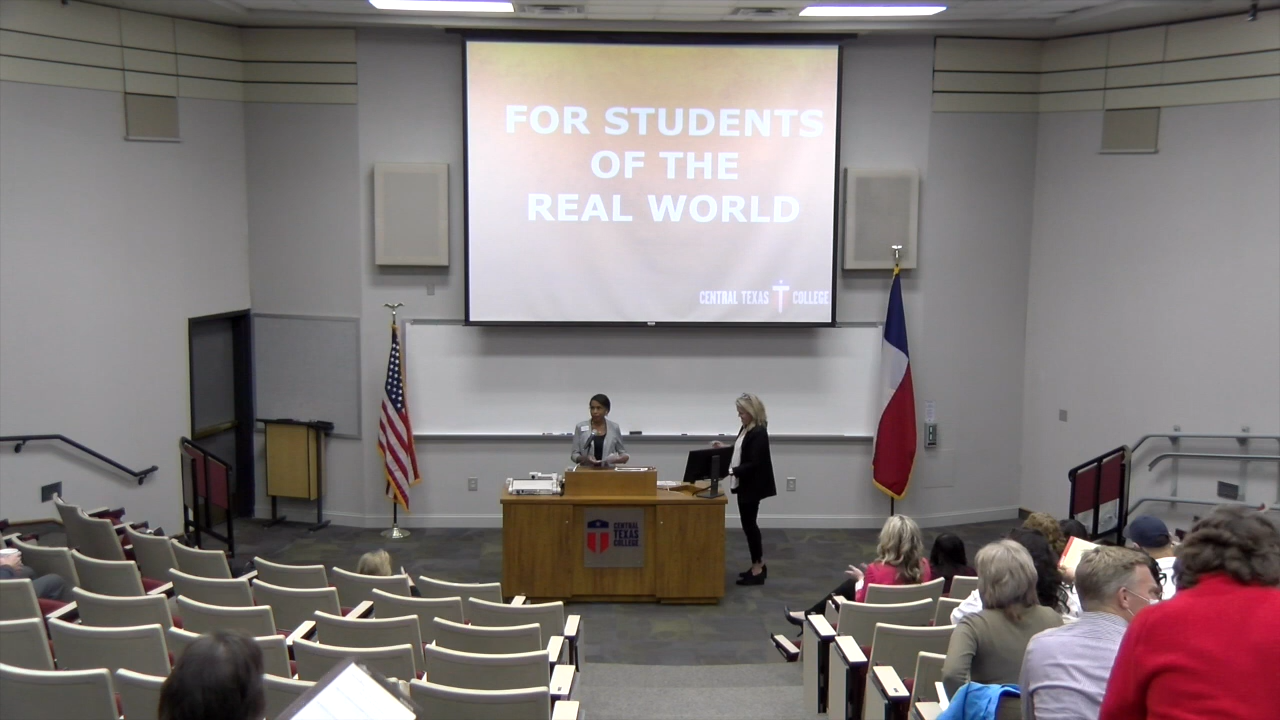 FOR STUDENTS
OF THE
REAL WORLD
CENTRAL TEXAS COLLEGE
CENTRAL
TEXAS
COLLEGE